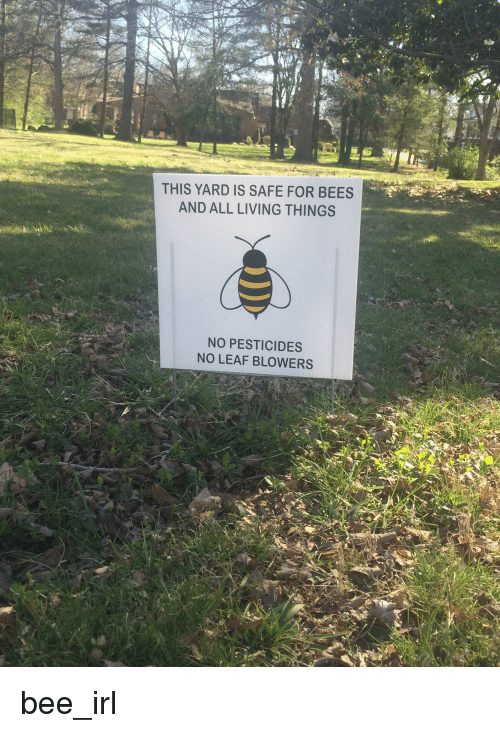 THIS YARD IS SAFE FOR BEES
AND ALL LIVING THINGS
NO PESTICIDES
NO LEAF BLOWERS
bee_irl